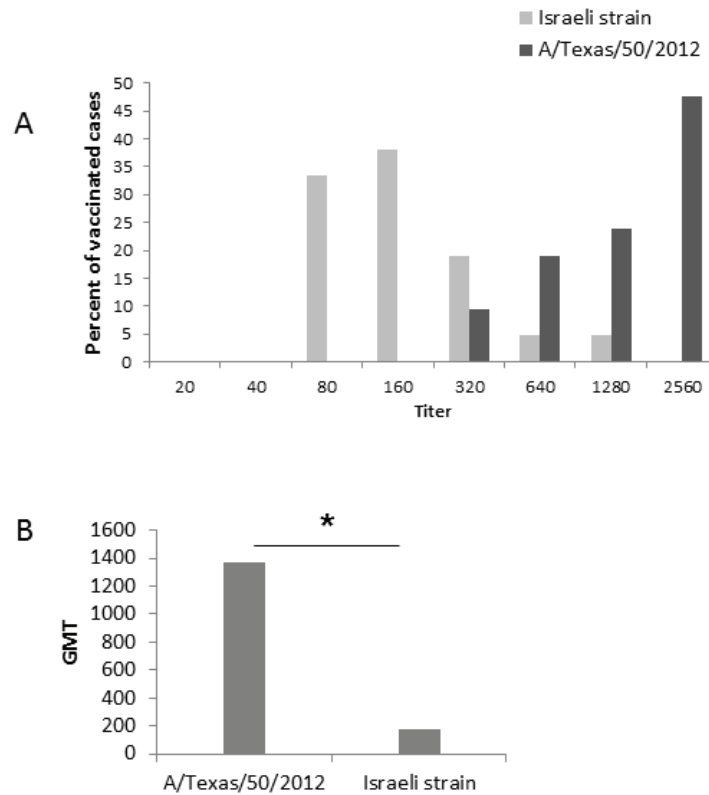 Israeli strain
A/Texas/50/2012
A
Percent of vaccinated cases
50
45
40
35
30
25
20
15
10
5
0
20 40 80 160 320 640 1280 2560
Titer
B
*
GMT
1600
1400
1200
1000
800
600
400
200
0
A/Texas/50/2012 Israeli strain